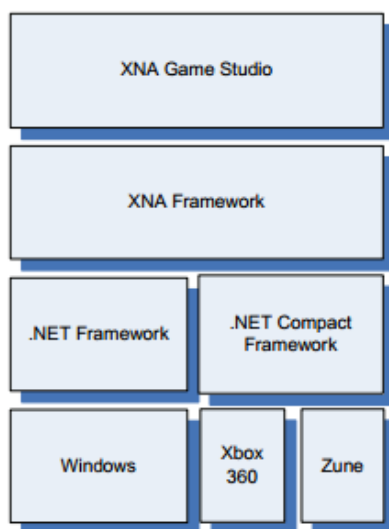 XNA Game Studio
XNA Framework
.NET Framework
.NET Compact
Framework
Windows
Xbox
360
Zune